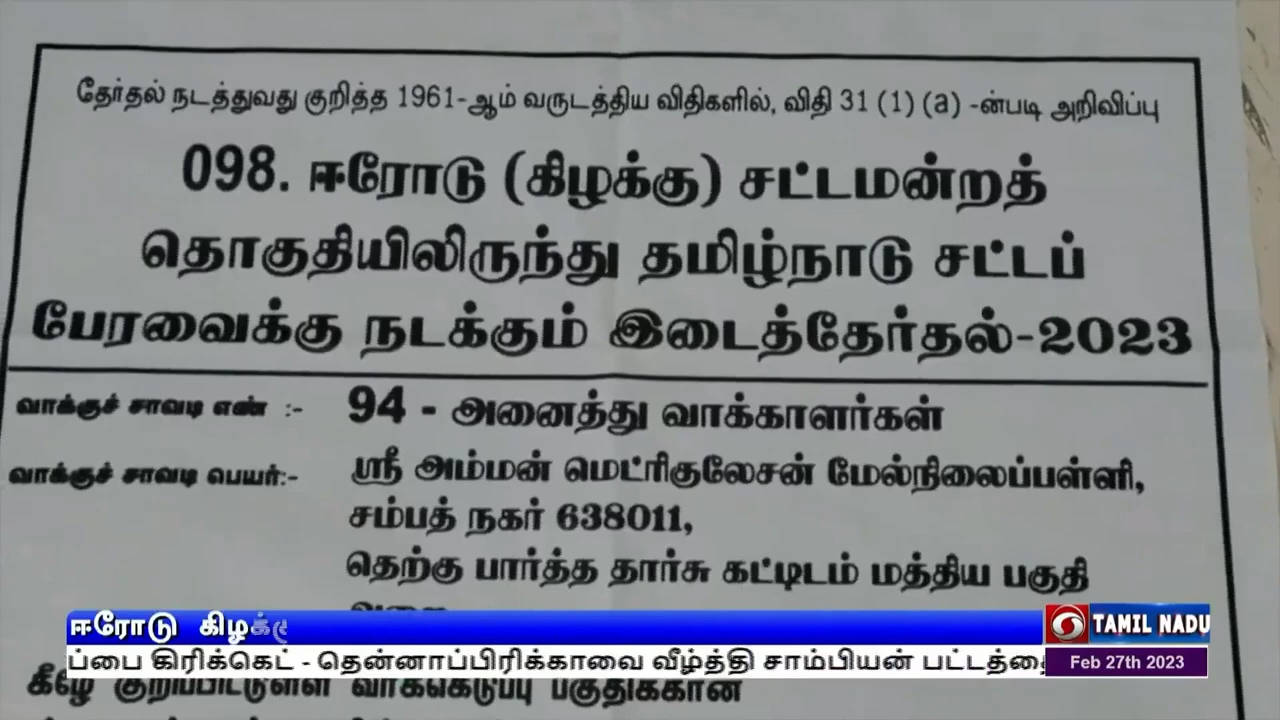 தேர்தல் நடத்துவது குறித்த 1961-ஆம் வருடத்திய விதிகளில், விதி 31 (1) (a) -ன்படி அறிவிப்பு
098. ஈரோடு (கிழக்கு) சட்டமன்றத்
தொகுதியிலிருந்து தமிழ்நாடு சட்டப்
பேரவைக்கு நடக்கும் இடைத்தேர்தல்-2023
வாக்குச் சாவடி எண் :- 94 - அனைத்து வாக்காளர்கள்
வாக்குச் சாவடி பெயர்:- ஸ்ரீ அம்மன் மெட்ரிகுலேசன் மேல்நிலைப்பள்ளி,
சம்பத் நகர் 638011,
தெற்கு பார்த்த தார்சு கட்டிடம் மத்திய பகுதி
ஈரோடு கிழக்கு
TAMIL NADU
ப்பை கிரிக்கெட் - தென்னாப்பிரிக்காவை வீழ்த்தி சாம்பியன் பட்டத்தை
Feb 27th 2023
கீழே குறிப்பிட்டுள்ள வாக்கெடுப்பு பகுதிக்கான